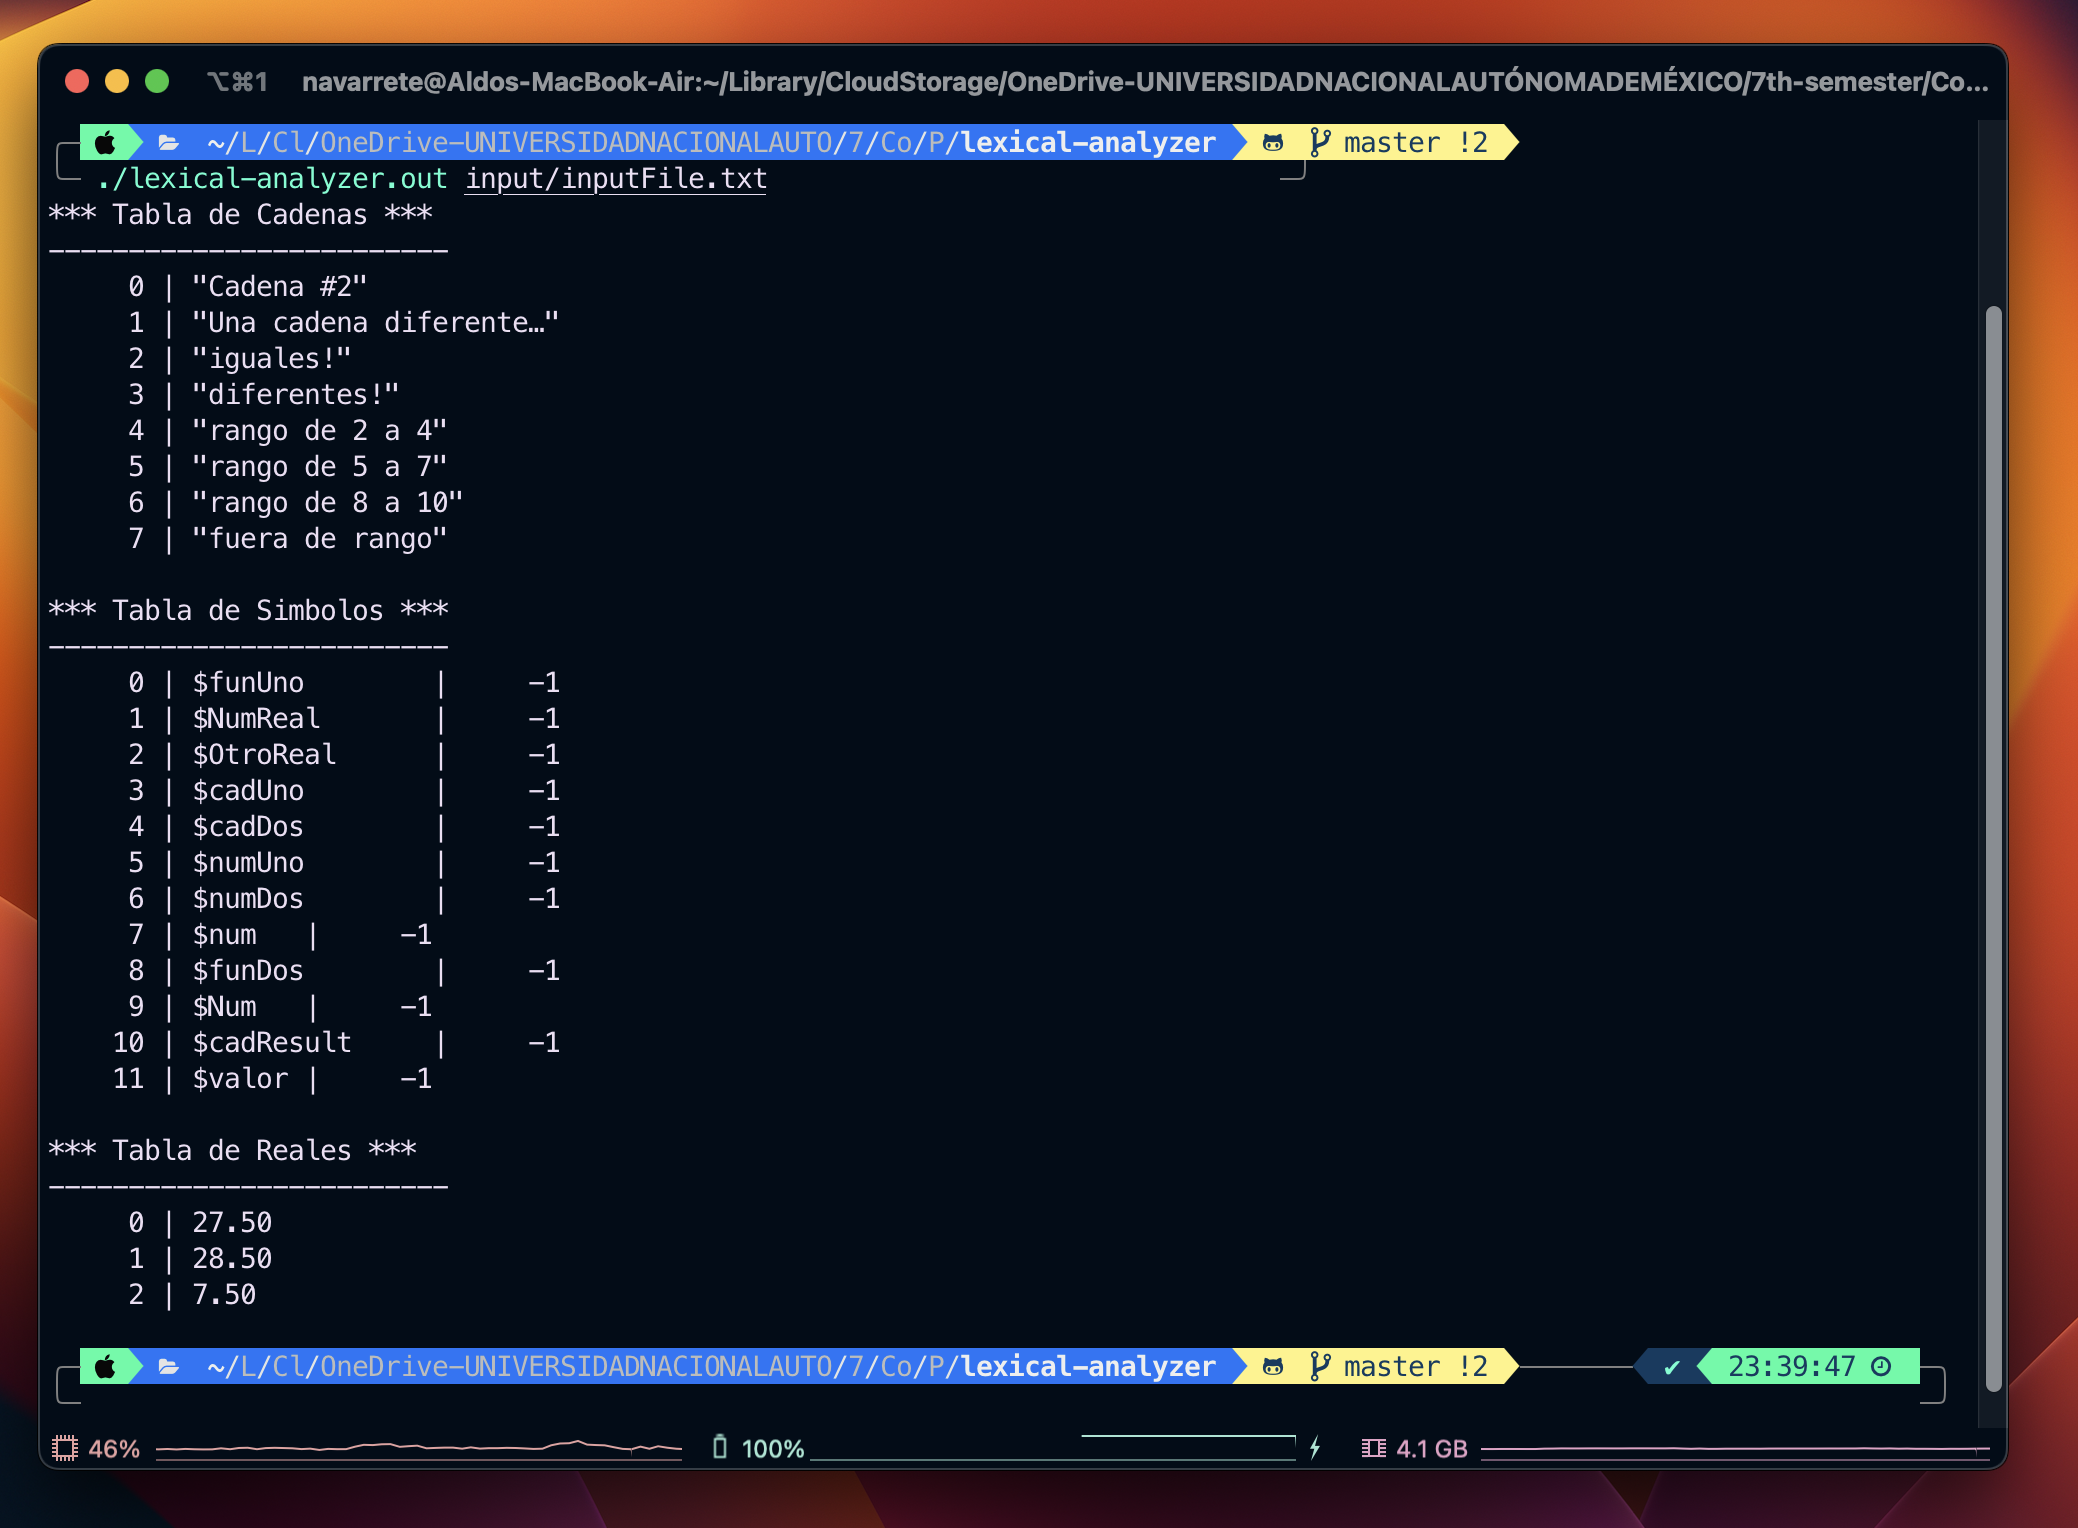 ⌥⌘1 navarrete@Aldos-MacBook-Air:~/Library/CloudStorage/OneDrive-UNIVERSIDADNACIONALAUTÓNOMADEMÉXICO/7th-semester/Co...
~/L/Cl/OneDrive-UNIVERSIDADNACIONALAUTO/7/Co/P/lexical-analyzer master !2
./lexical-analyzer.out input/inputFile.txt
*** Tabla de Cadenas ***
-------------------------
0 | "Cadena #2"
1 | "Una cadena diferente…"
2 | "iguales!"
3 | "diferentes!"
4 | "rango de 2 a 4"
5 | "rango de 5 a 7"
6 | "rango de 8 a 10"
7 | "fuera de rango"
*** Tabla de Simbolos ***
-------------------------
0 | $funUno | -1
1 | $NumReal | -1
2 | $OtroReal | -1
3 | $cadUno | -1
4 | $cadDos | -1
5 | $numUno | -1
6 | $numDos | -1
7 | $num | -1
8 | $funDos | -1
9 | $Num | -1
10 | $cadResult | -1
11 | $valor | -1
*** Tabla de Reales ***
-------------------------
0 | 27.50
1 | 28.50
2 | 7.50
~/L/Cl/OneDrive-UNIVERSIDADNACIONALAUTO/7/Co/P/lexical-analyzer master !2 ✔ 23:39:47
46% 100% 4.1 GB